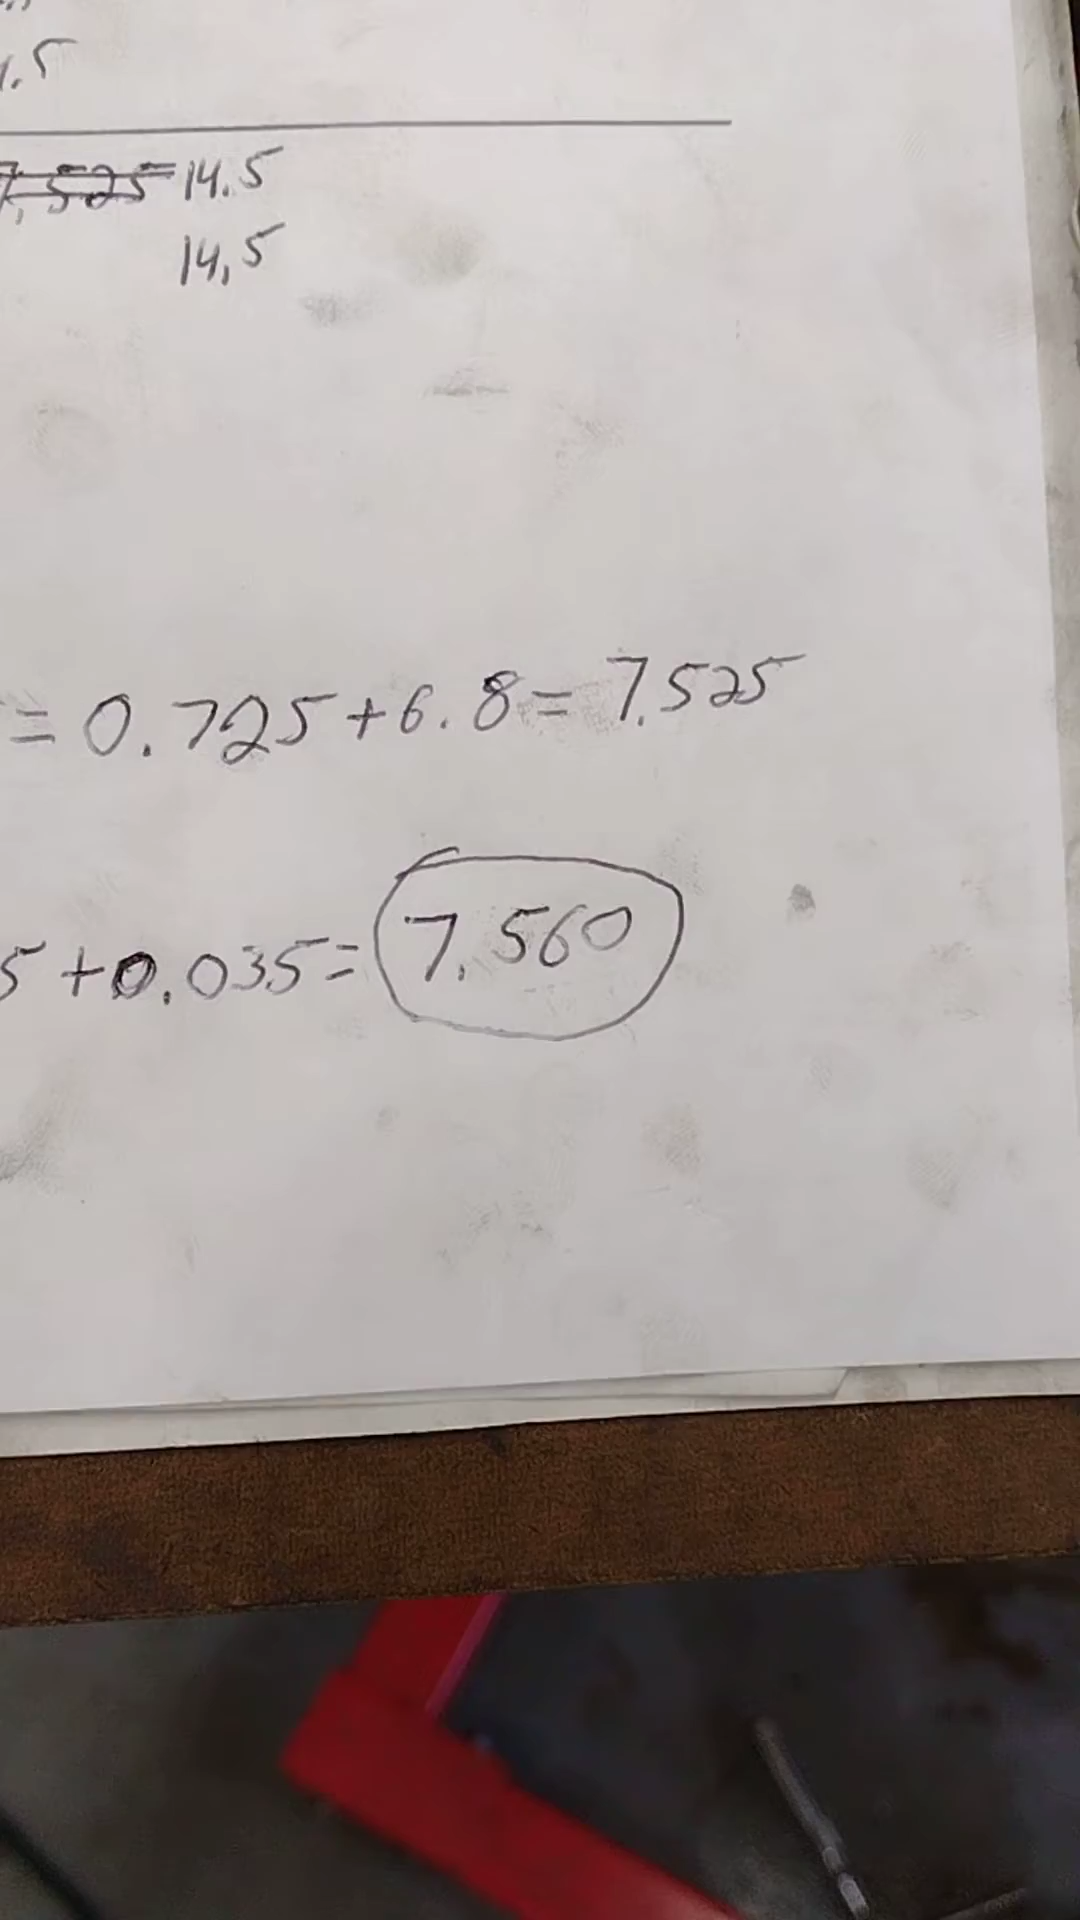 .5
7,525 = 14.5
14,5
= 0.725 + 6.8 = 7.525
5 + 0.035 = 7.560